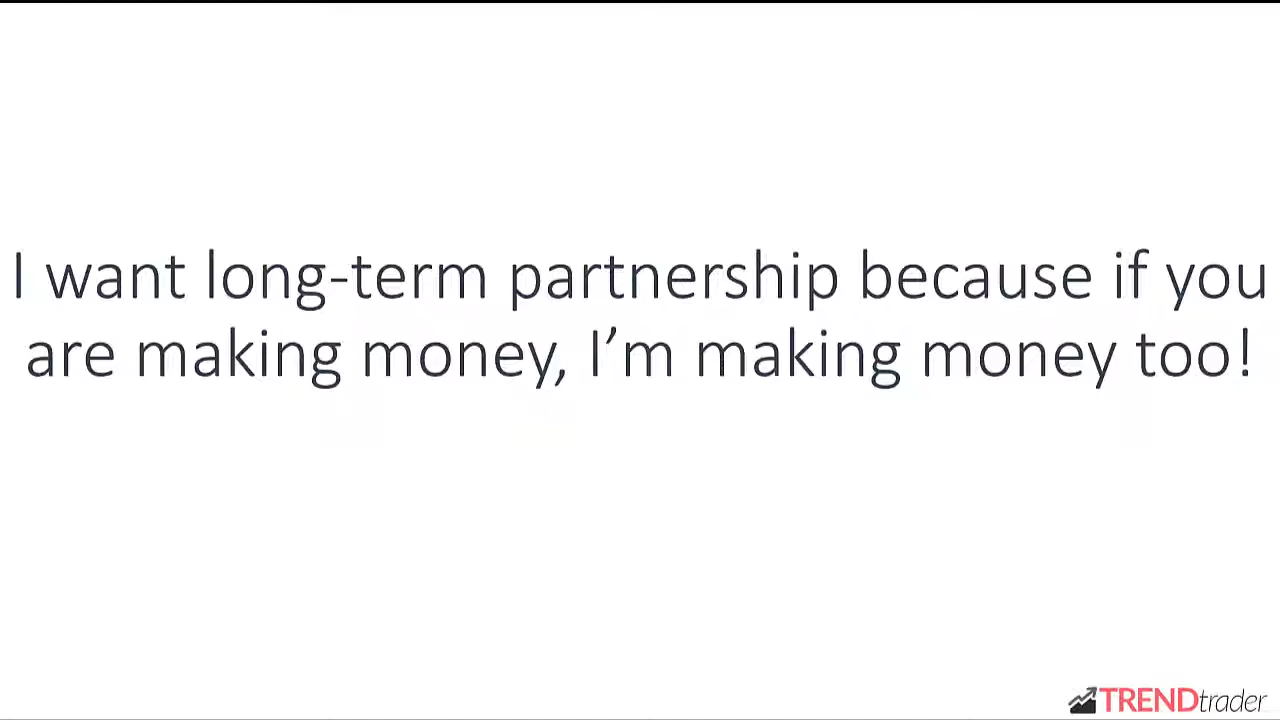 I want long-term partnership because if you
are making money, I’m making money too!
TRENDtrader